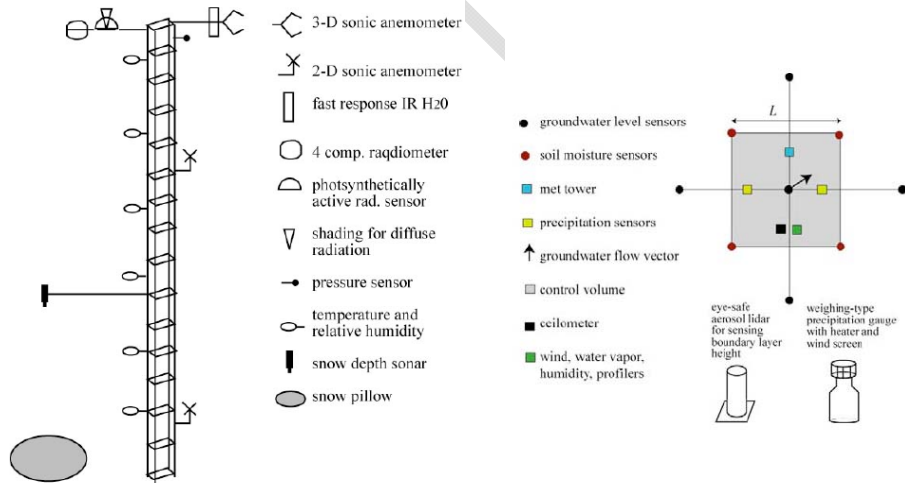 3-D sonic anemometer
2-D sonic anemometer
fast response IR H20
4 comp. raqdiometer
photsynthetically
active rad. sensor
shading for diffuse
radiation
pressure sensor
temperature and
relative humidity
snow depth sonar
snow pillow
groundwater level sensors
soil moisture sensors
met tower
precipitation sensors
groundwater flow vector
control volume
ceilometer
wind, water vapor,
humidity, profilers
L
eye-safe
aerosol lidar
for sensing
boundary layer
height
weighing-type
precipitation gauge
with heater and
wind screen